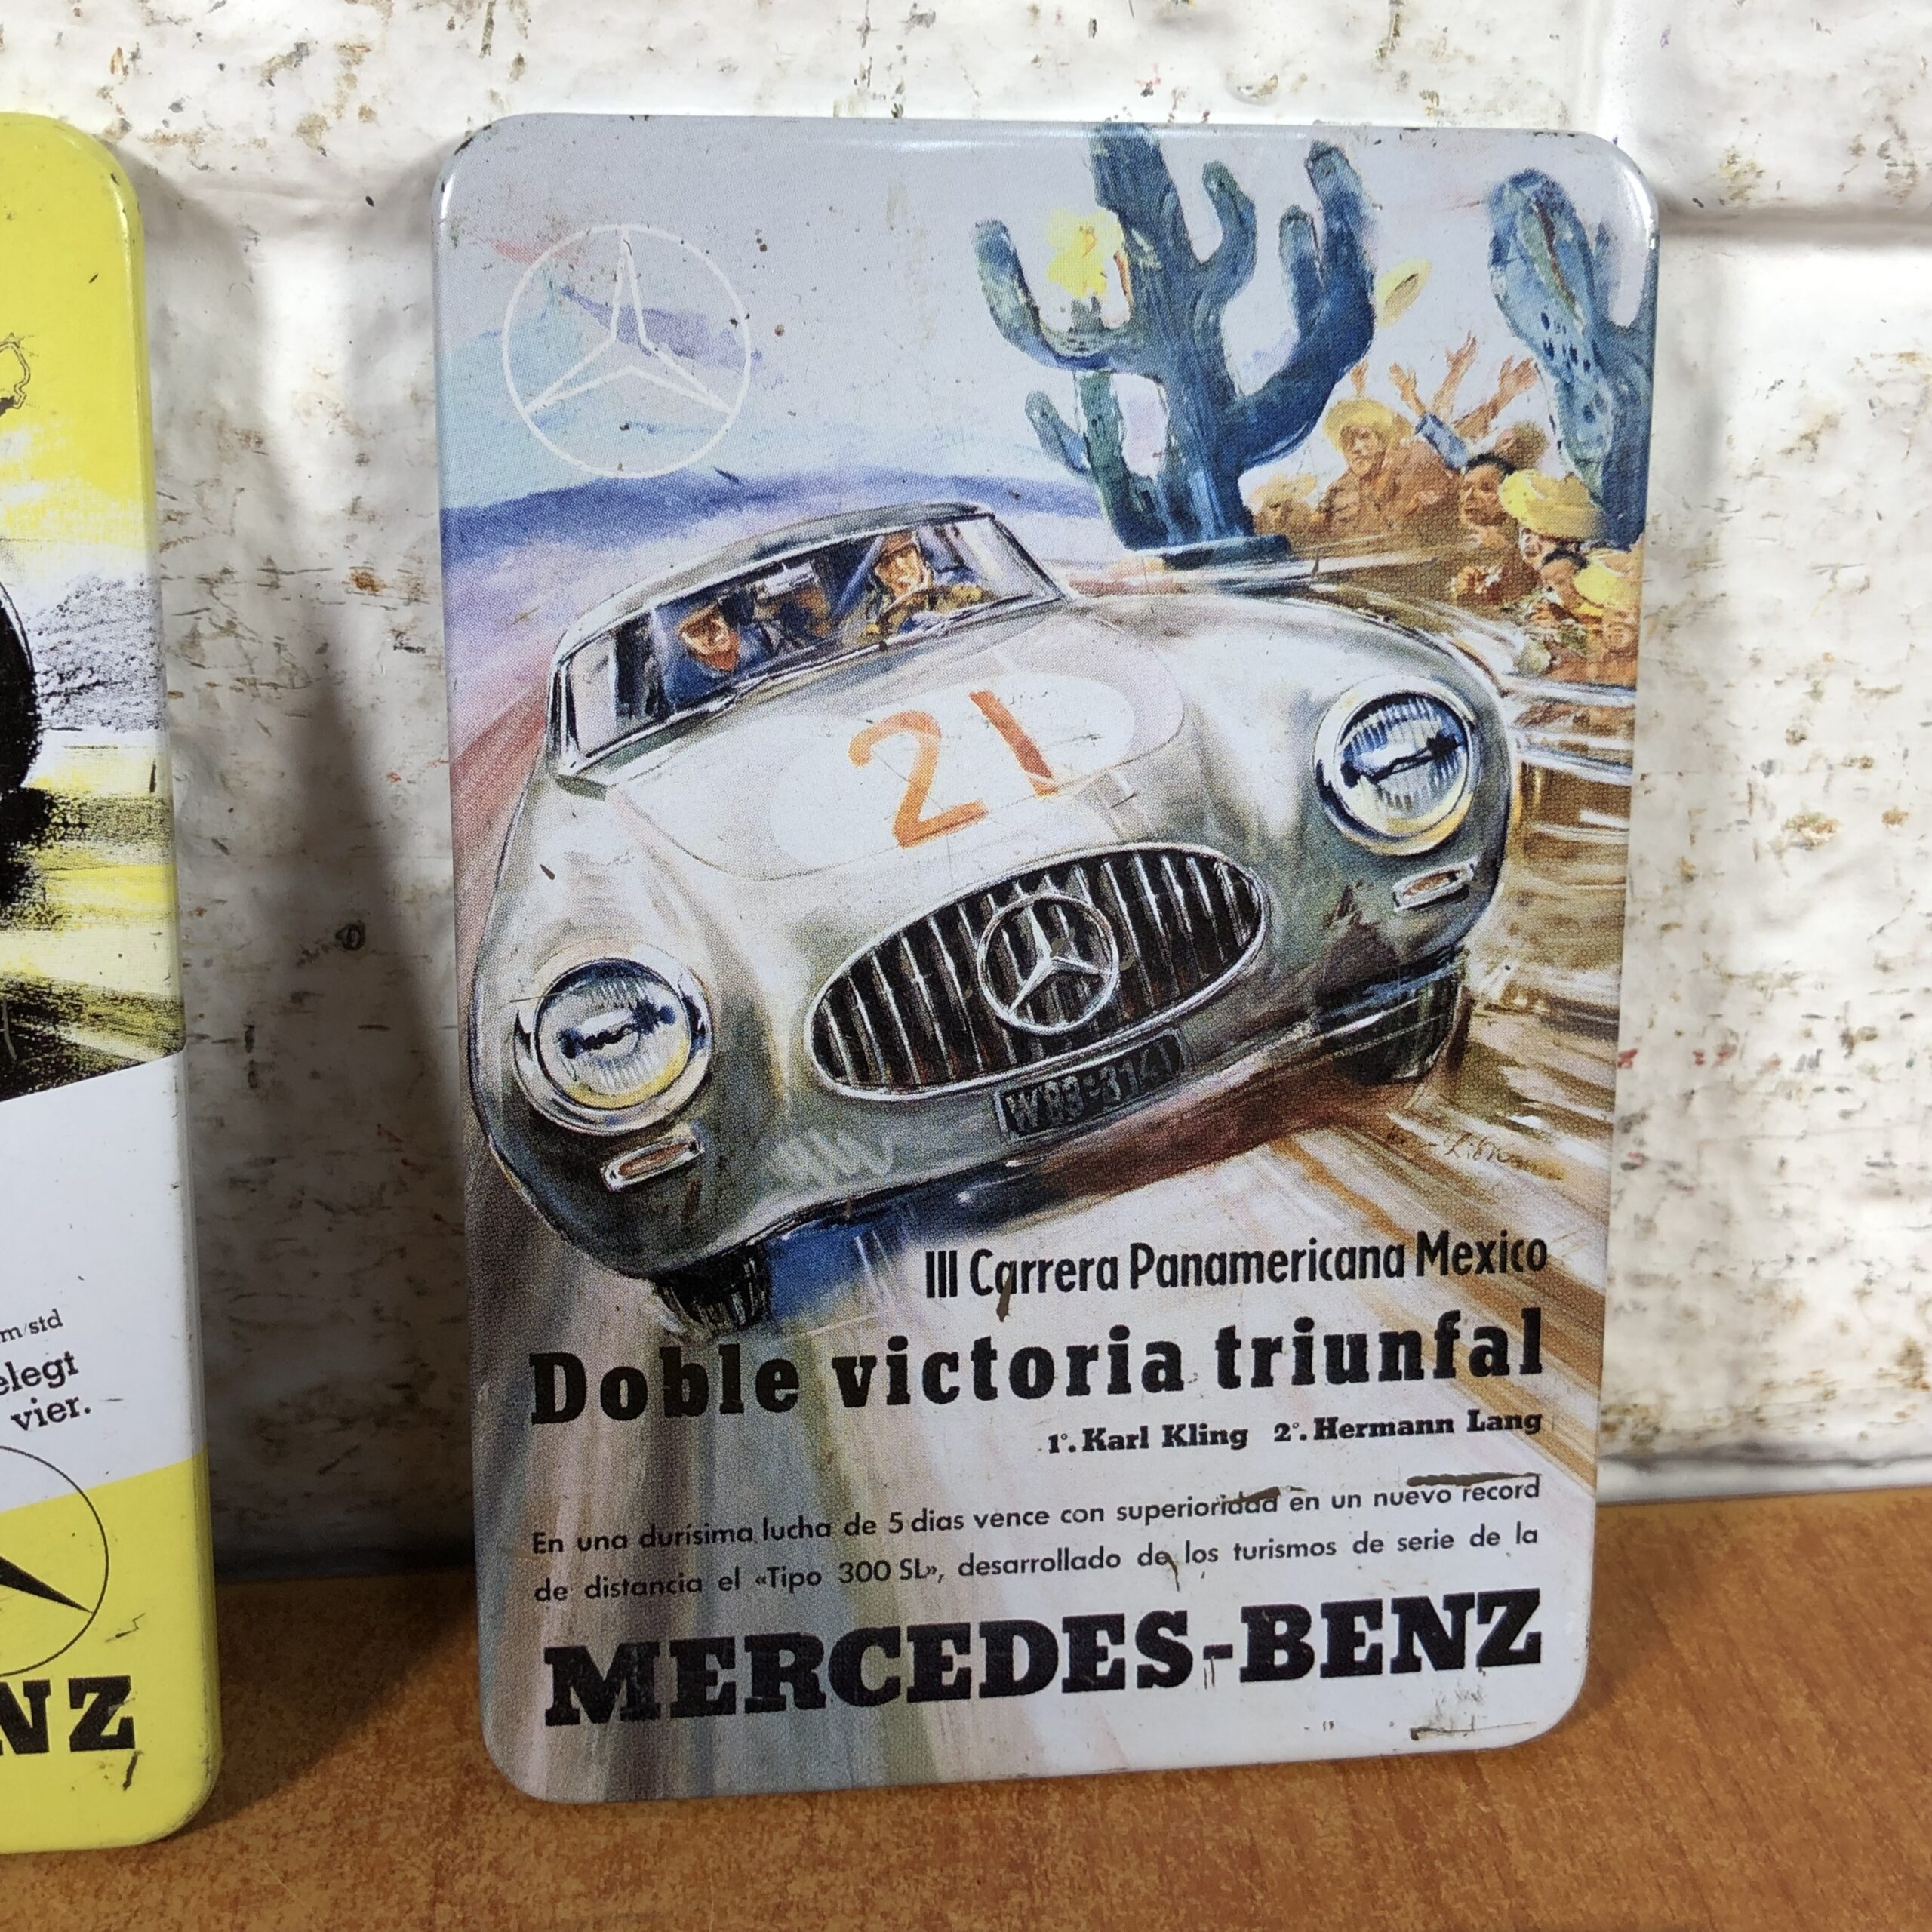 m/std
elegt
vier.
NZ
21
W83-3141
III Carrera Panamericana Mexico
Doble victoria triunfal
1°. Karl Kling 2°. Hermann Lang
En una durísima lucha de 5 dias vence con superioridad en un nuevo record
de distancia el «Tipo 300 SL», desarrollado de los turismos de serie de la
MERCEDES-BENZ